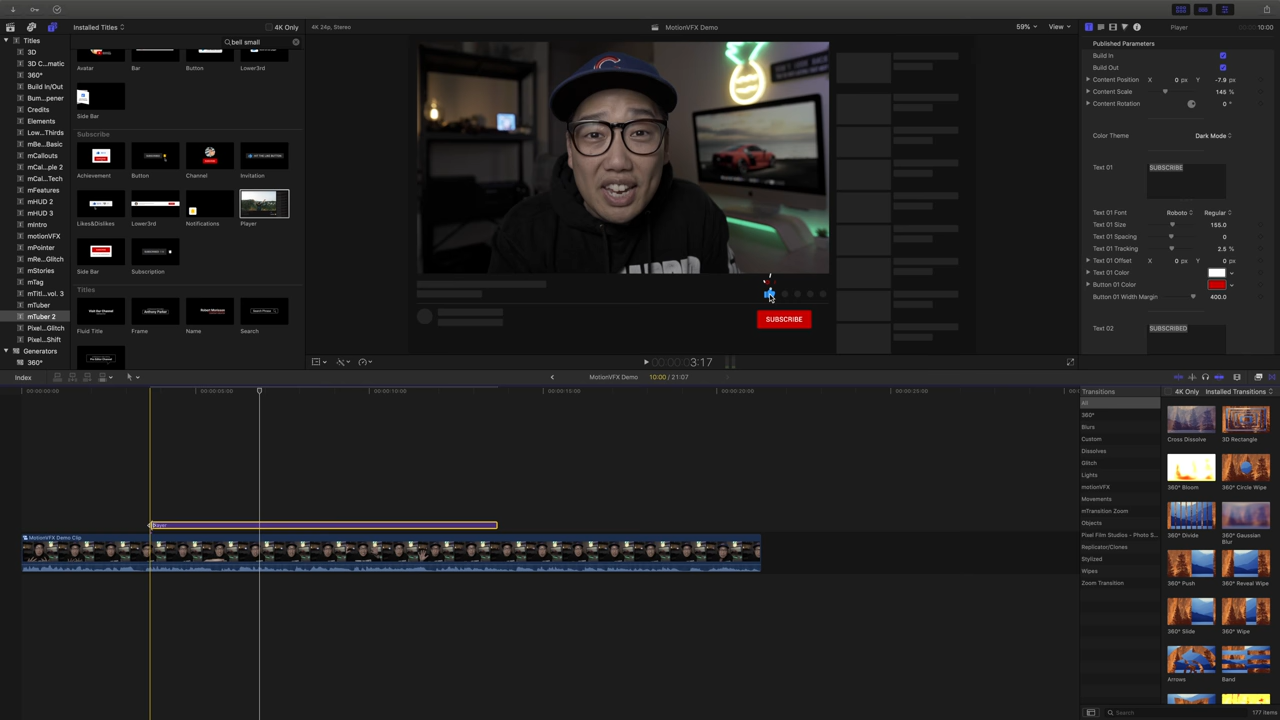 Installed Titles
4K Only
4K 24p, Stereo
MotionVFX Demo
59%
View
Player
10:00
Titles
3D
3D C...matic
360°
Build In/Out
Bum...pener
Credits
Elements
Low...Thirds
mBe...Basic
mCallouts
mCal...ple 2
mCal...Tech
mFeatures
mHUD 2
mHUD 3
mIntro
motionVFX
mPointer
mRe...Glitch
mStories
mTag
mTitl...vol. 3
mTuber
mTuber 2
Pixel...Glitch
Pixel...Shift
Generators
360°
bell small
Avatar
Bar
Button
Lower3rd
Side Bar
Subscribe
Achievement
Button
Channel
Invitation
Likes&Dislikes
Lower3rd
Notifications
Player
Side Bar
Subscription
Titles
Fluid Title
Frame
Name
Search
SUBSCRIBE
3:17
Published Parameters
Build In
Build Out
Content Position X 0 px Y -7.9 px
Content Scale 145 %
Content Rotation 0 °
Color Theme Dark Mode
Text 01 SUBSCRIBE
Text 01 Font Roboto Regular
Text 01 Size 155.0
Text 01 Spacing 0
Text 01 Tracking 2.5 %
Text 01 Offset X 0 px Y 0 px
Text 01 Color
Button 01 Color
Button 01 Width Margin 400.0
Text 02 SUBSCRIBED
Index
MotionVFX Demo
10:00 / 21:07
00:00:00:00
00:00:05:00
00:00:10:00
00:00:15:00
00:00:20:00
00:00:25:00
Player
MotionVFX Demo Clip
Transitions
4K Only
Installed Transitions
All
360°
Blurs
Custom
Dissolves
Glitch
Lights
motionVFX
Movements
mTransition Zoom
Objects
Pixel Film Studios - Photo S...
Replicator/Clones
Stylized
Wipes
Zoom Transition
Cross Dissolve
3D Rectangle
360° Bloom
360° Circle Wipe
360° Divide
360° Gaussian Blur
360° Push
360° Reveal Wipe
360° Slide
360° Wipe
Arrows
Band
Search
177 items